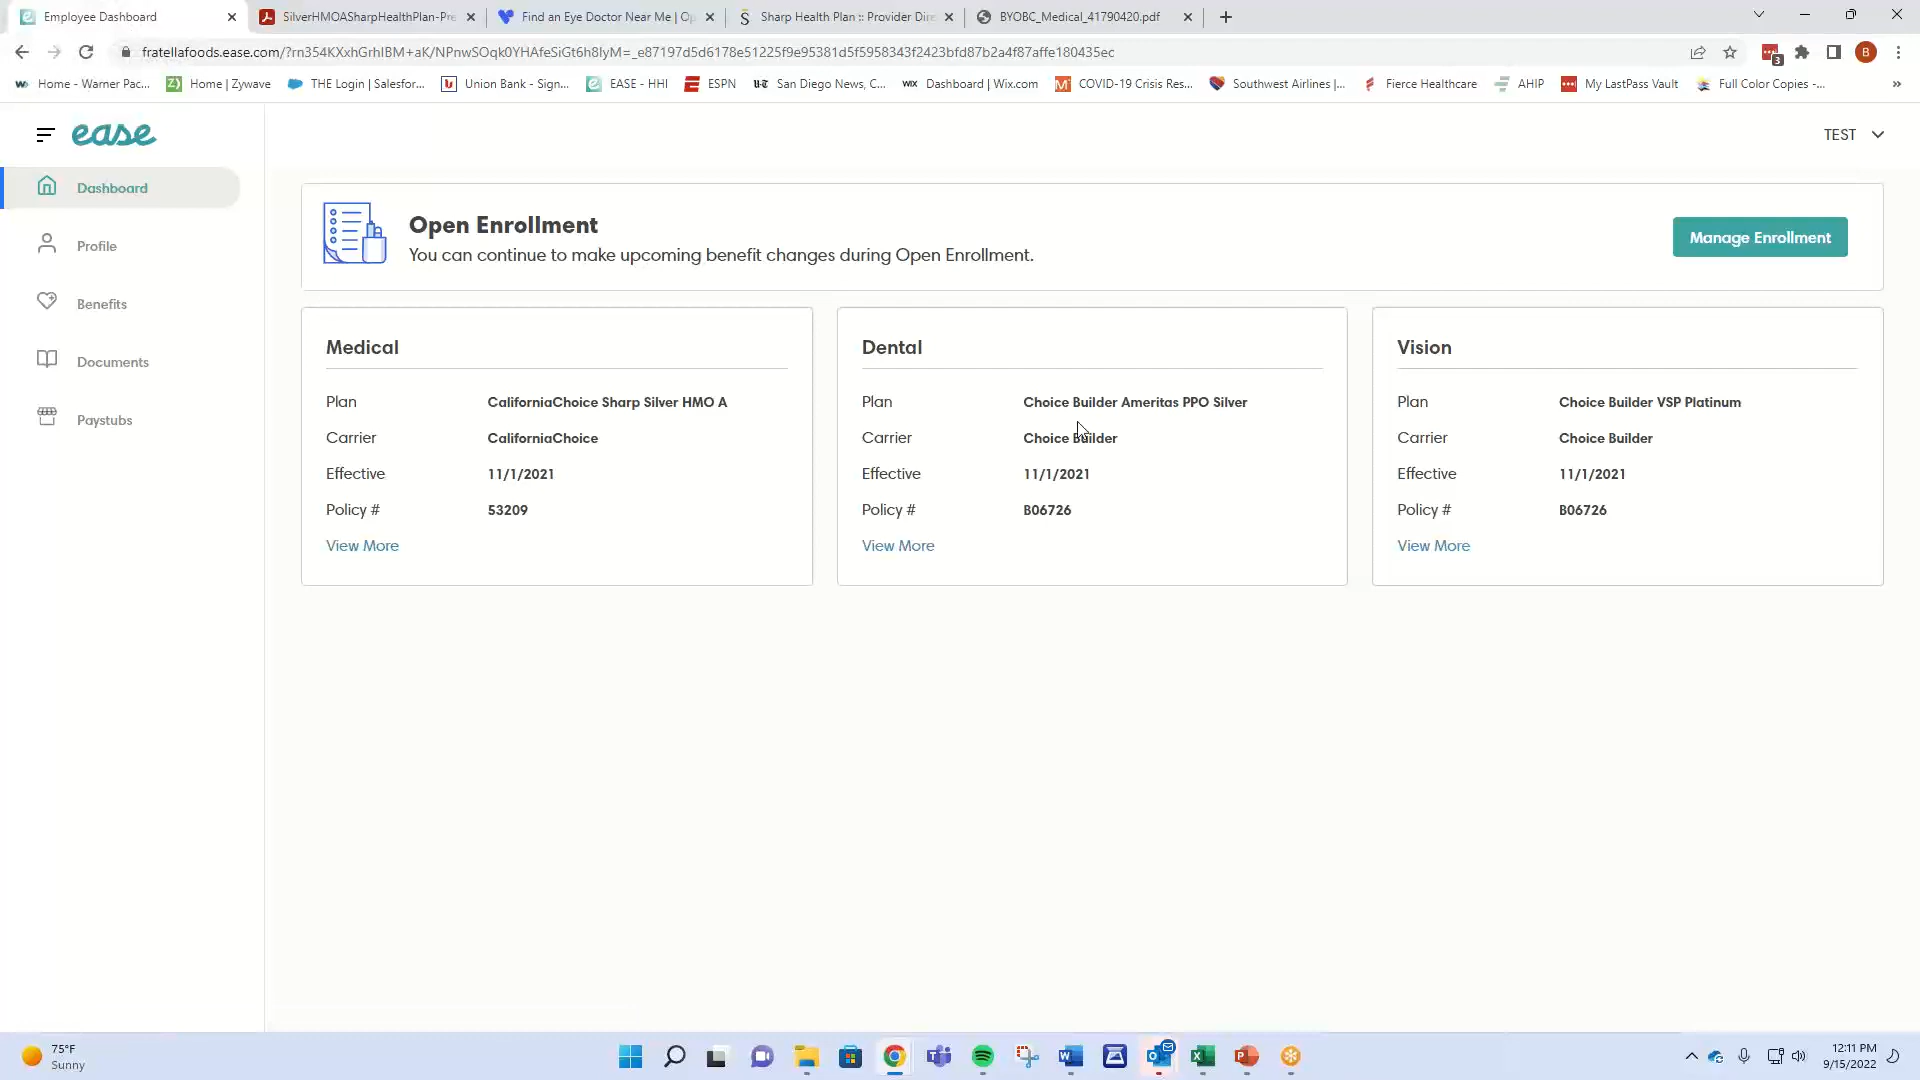 Employee Dashboard
SilverHMOASharpHealthPlan-Pre
Find an Eye Doctor Near Me | Op
Sharp Health Plan :: Provider Dire
BYOBC_Medical_41790420.pdf
fratellafoods.ease.com/?rn354KXxhGrhIBM+aK/NPnwSOqk0YHAfeSiGt6h8IyM=_e87197d5d6178e51225f9e95381d5f5958343f2423bfd87b2a4f87affe180435ec
3
B
Home - Warner Pac...
Home | Zywave
THE Login | Salesfor...
Union Bank - Sign...
EASE - HHI
ESPN
San Diego News, C...
Dashboard | Wix.com
COVID-19 Crisis Res...
Southwest Airlines |...
Fierce Healthcare
AHIP
My LastPass Vault
Full Color Copies -...
ease
TEST
Dashboard
Profile
Benefits
Documents
Paystubs
Open Enrollment
You can continue to make upcoming benefit changes during Open Enrollment.
Manage Enrollment
Medical
Plan CaliforniaChoice Sharp Silver HMO A
Carrier CaliforniaChoice
Effective 11/1/2021
Policy # 53209
View More
Dental
Plan Choice Builder Ameritas PPO Silver
Carrier Choice Builder
Effective 11/1/2021
Policy # B06726
View More
Vision
Plan Choice Builder VSP Platinum
Carrier Choice Builder
Effective 11/1/2021
Policy # B06726
View More
75°F
Sunny
12:11 PM
9/15/2022